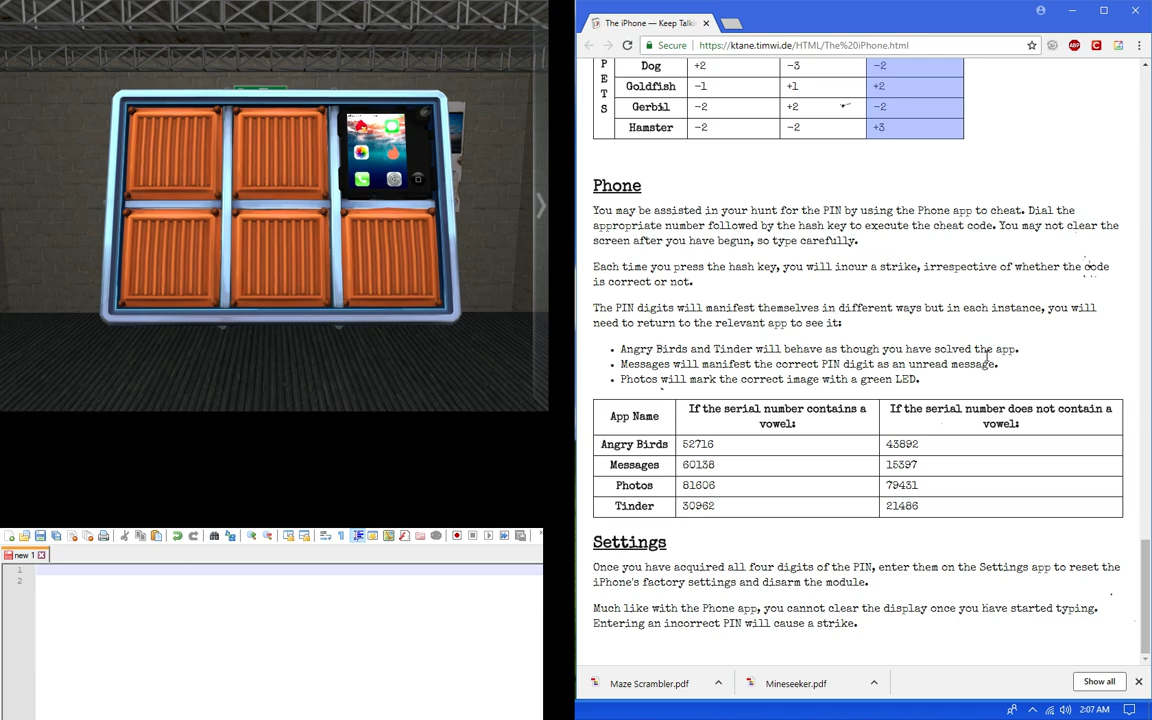 The iPhone — Keep Talki
Secure
https://ktane.timwi.de/HTML/The%20iPhone.html
P
E
T
S
Dog +2 −3 −2
Goldfish −1 +1 +2
Gerbil −2 +2 −2
Hamster −2 −2 +3
Phone
You may be assisted in your hunt for the PIN by using the Phone app to cheat. Dial the
appropriate number followed by the hash key to execute the cheat code. You may not clear the
screen after you have begun, so type carefully.
Each time you press the hash key, you will incur a strike, irrespective of whether the code
is correct or not.
The PIN digits will manifest themselves in different ways but in each instance, you will
need to return to the relevant app to see it:
• Angry Birds and Tinder will behave as though you have solved the app.
• Messages will manifest the correct PIN digit as an unread message.
• Photos will mark the correct image with a green LED.
App Name
If the serial number contains a
vowel:
If the serial number does not contain a
vowel:
Angry Birds 52716 43892
Messages 60138 15397
Photos 81606 79431
Tinder 30962 21486
Settings
Once you have acquired all four digits of the PIN, enter them on the Settings app to reset the
iPhone's factory settings and disarm the module.
Much like with the Phone app, you cannot clear the display once you have started typing.
Entering an incorrect PIN will cause a strike.
new 1
1
2
Maze Scrambler.pdf
Mineseeker.pdf
Show all
2:07 AM